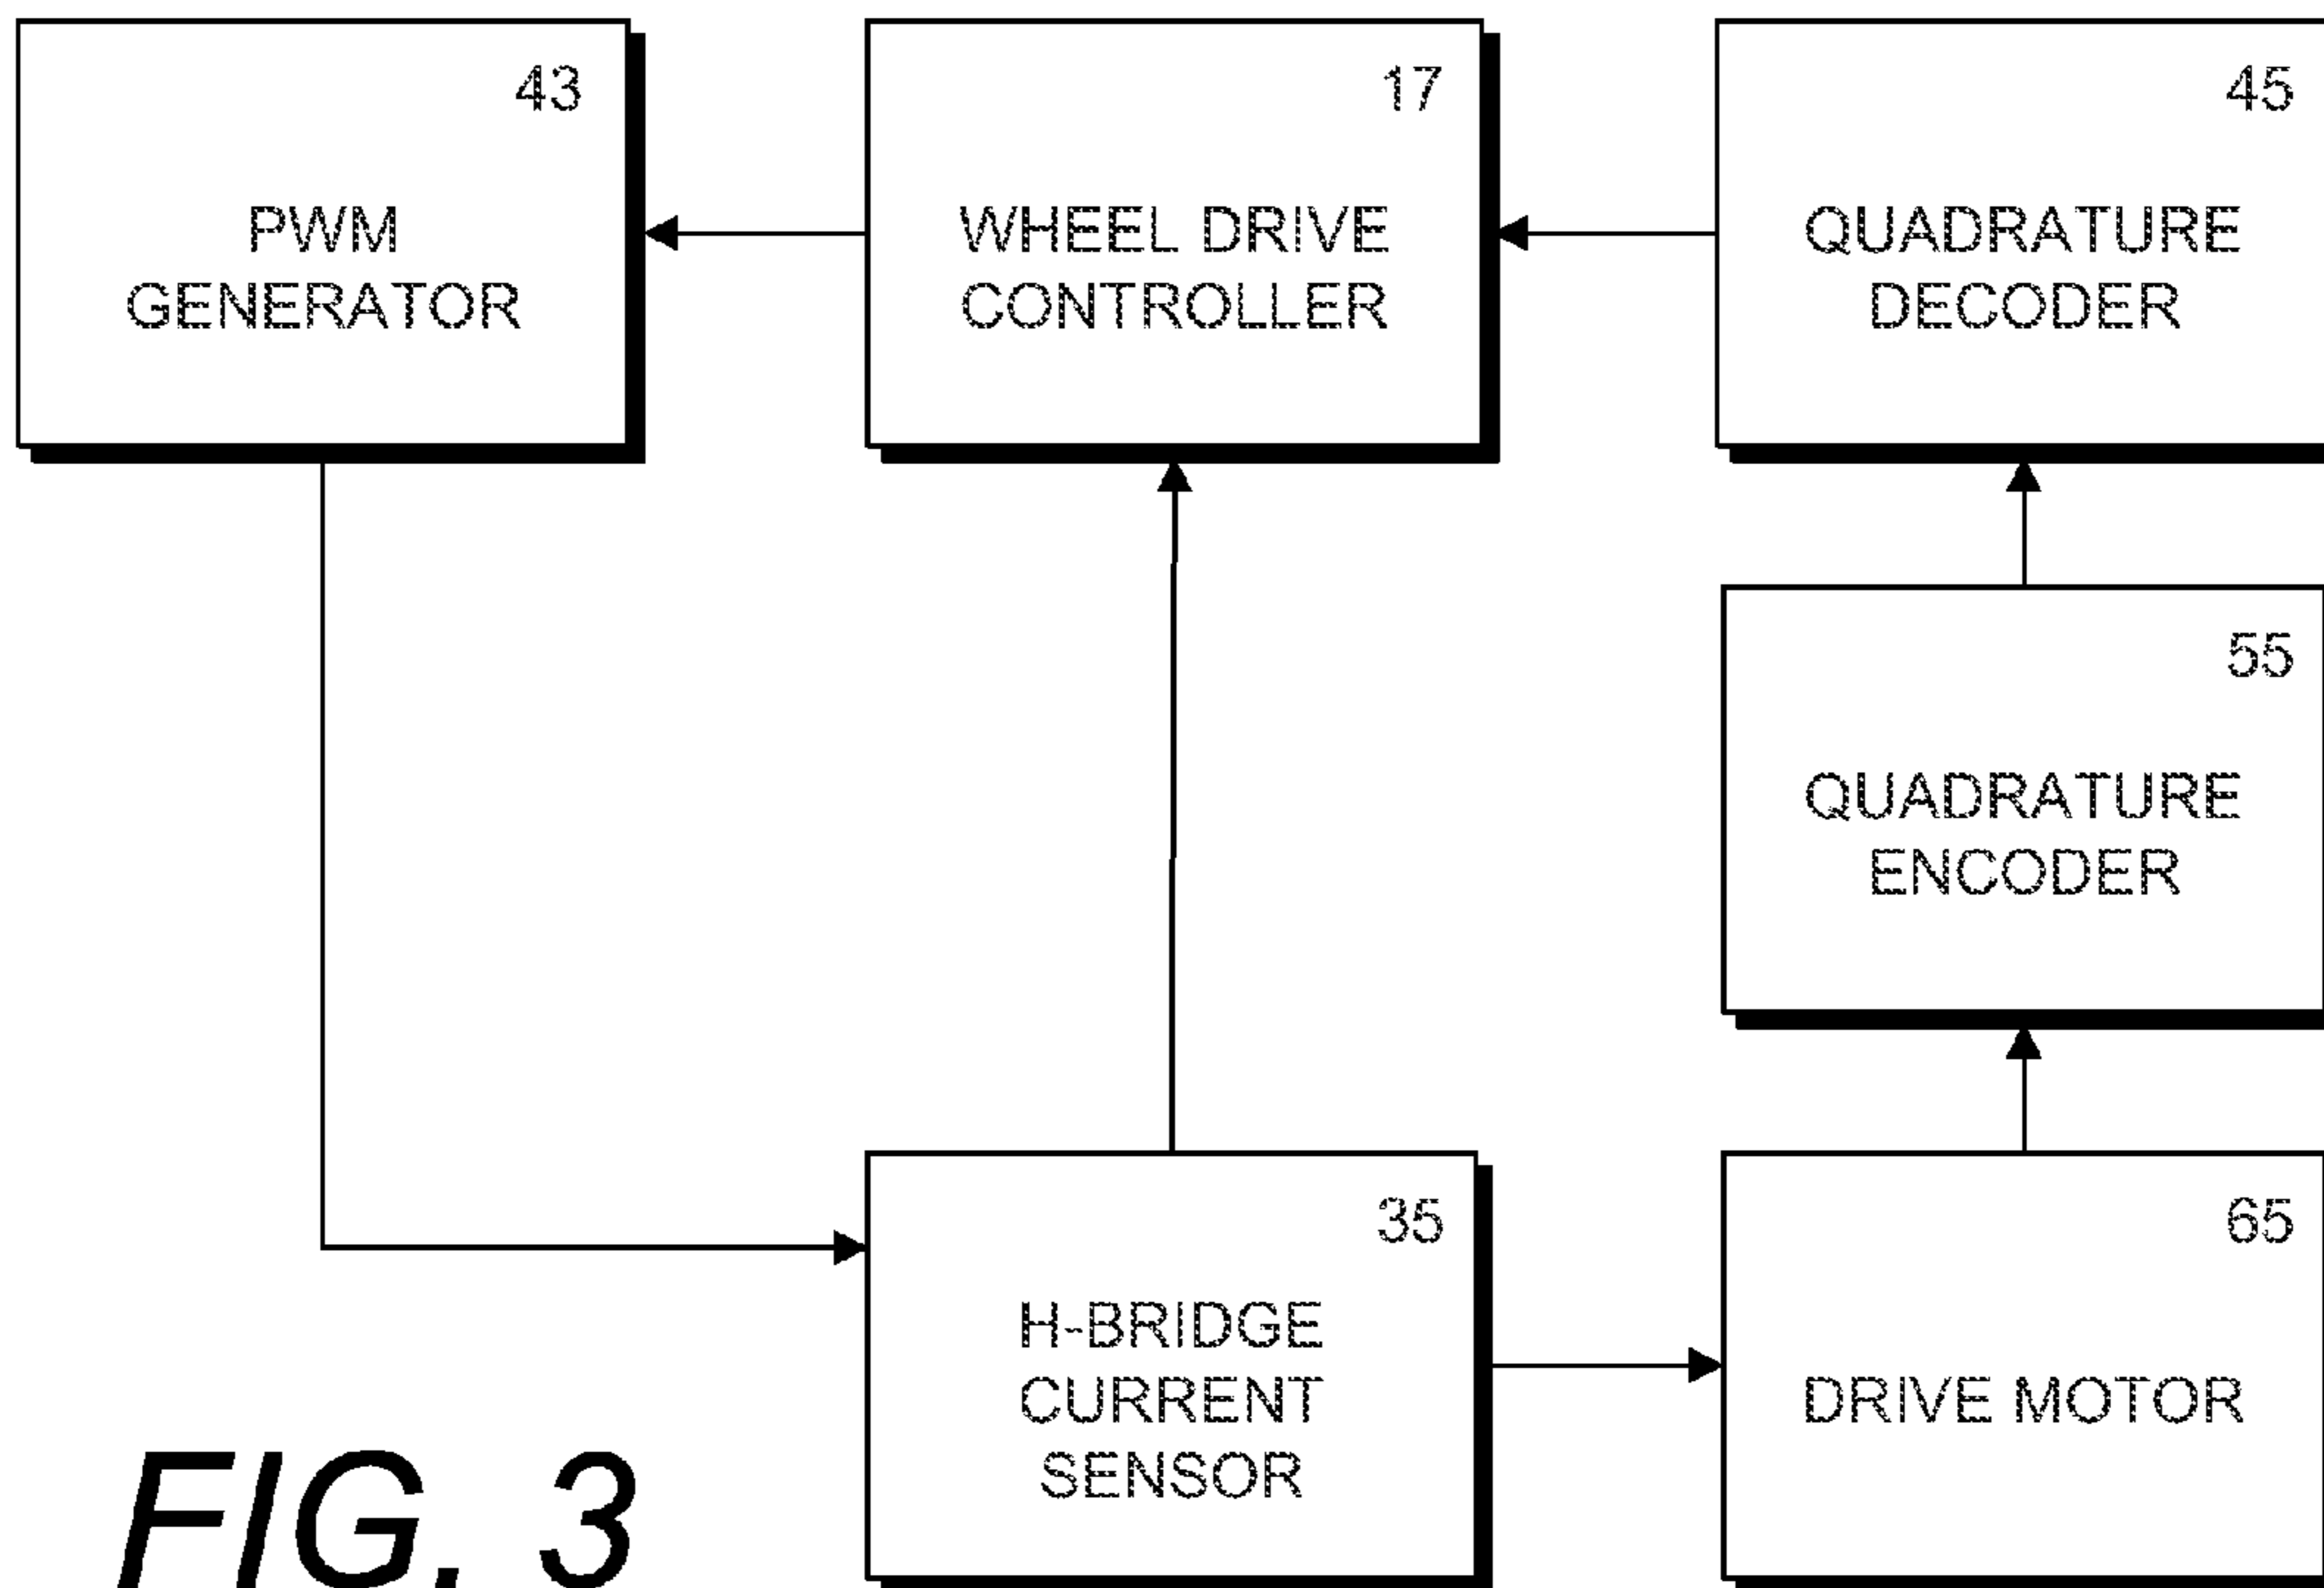 43
PWM
GENERATOR
17
WHEEL DRIVE
CONTROLLER
45
QUADRATURE
DECODER
55
QUADRATURE
ENCODER
35
H-BRIDGE
CURRENT
SENSOR
65
DRIVE MOTOR
FIG. 3